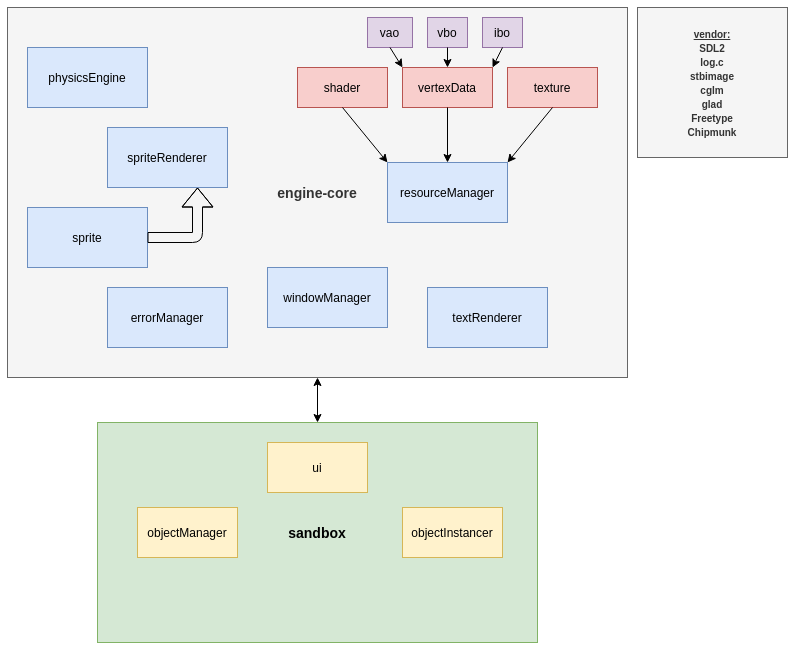 vao
vbo
ibo
physicsEngine
shader
vertexData
texture
spriteRenderer
engine-core
resourceManager
sprite
errorManager
windowManager
textRenderer
vendor:
SDL2
log.c
stbimage
cglm
glad
Freetype
Chipmunk
ui
objectManager
sandbox
objectInstancer